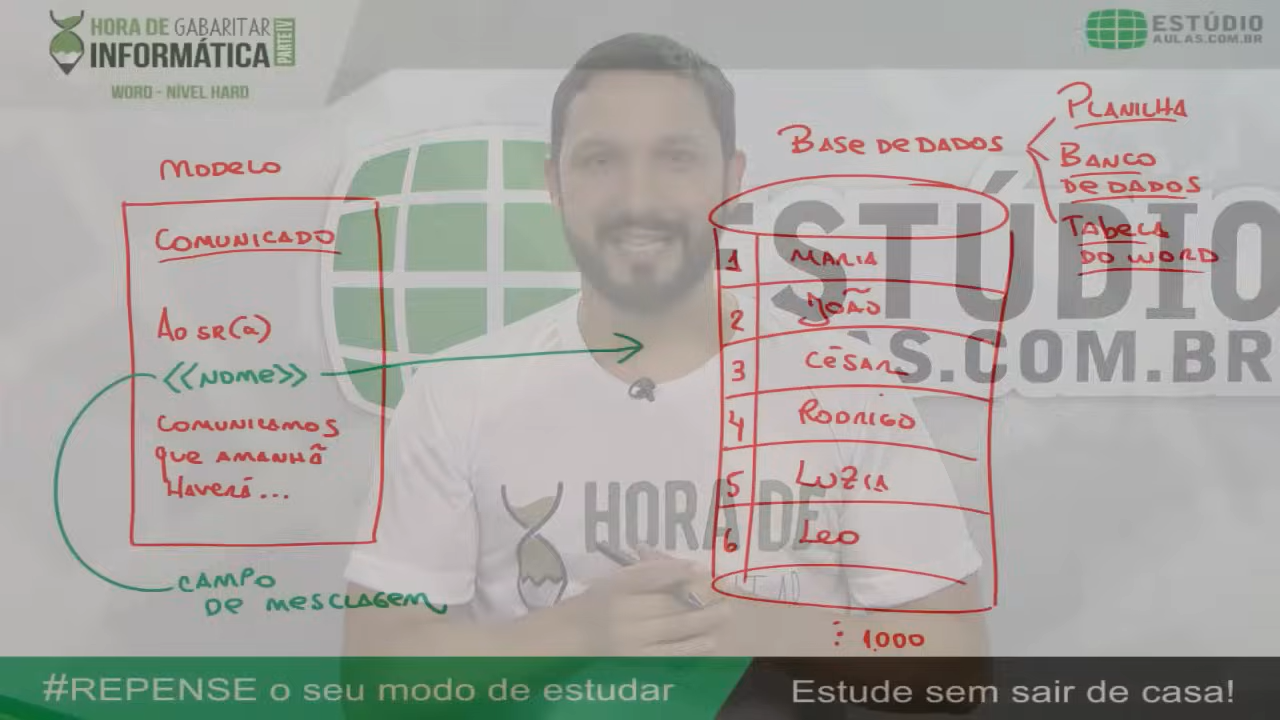 HORA DE GABARITAR
INFORMÁTICA
PARTE IV
WORD - NÍVEL HARD
ESTÚDIO
AULAS.COM.BR
MODELO
COMUNICADO
AO SR(A)
<<NOME>>
COMUNICAMOS
QUE AMANHÃ
HAVERÁ...
CAMPO
DE MESCLAGEM
BASE DE DADOS
PLANILHA
BANCO
DE DADOS
TABELA
DO WORD
1 MARIA
2 JOÃO
3 CÉSAR
4 RODRIGO
5 LUZIA
6 LEO
: 1.000
ESTÚDIO
AS.COM.BR
HORA DE
#REPENSE o seu modo de estudar
Estude sem sair de casa!